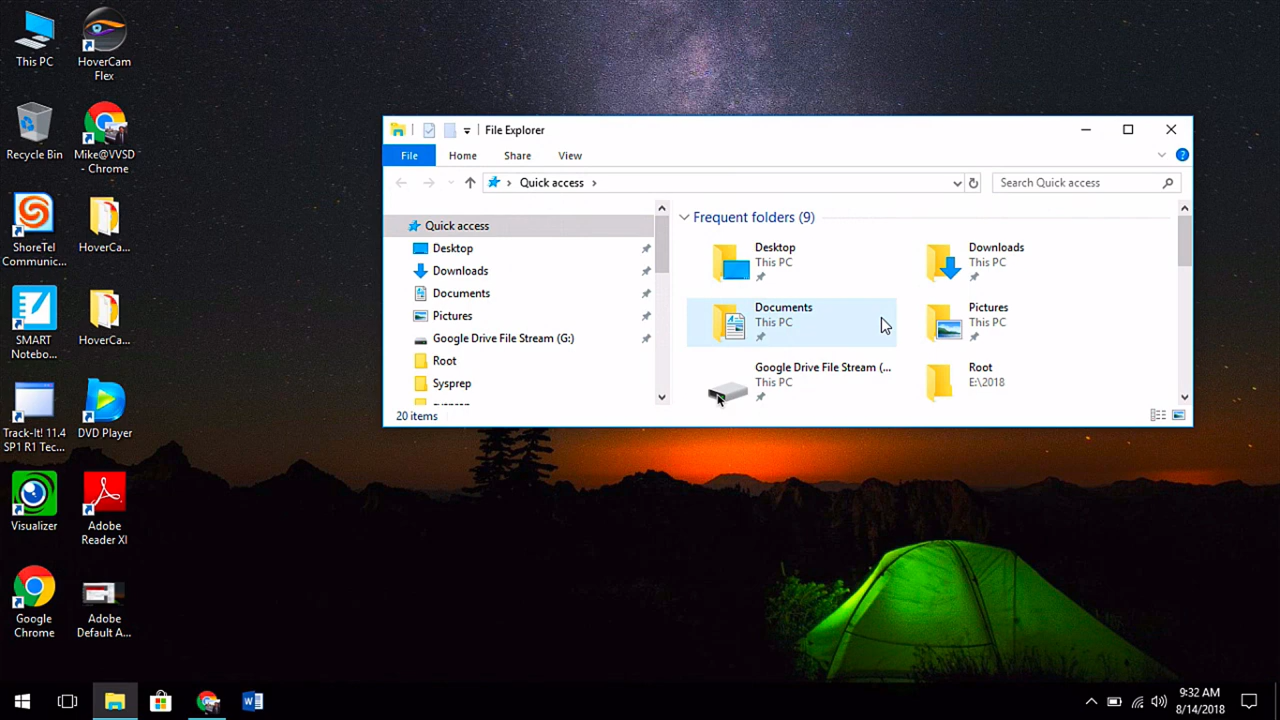 This PC
HoverCam
Flex
Recycle Bin
Mike@VVSD
- Chrome
ShoreTel
Communic...
HoverCa...
SMART
Notebo...
HoverCa...
Track-It! 11.4
SP1 R1 Tec...
DVD Player
Visualizer
Adobe
Reader XI
Google
Chrome
Adobe
Default A...
File Explorer
File Home Share View
Quick access
Search Quick access
Quick access
Desktop
Downloads
Documents
Pictures
Google Drive File Stream (G:)
Root
Sysprep
Frequent folders (9)
Desktop
This PC
Downloads
This PC
Documents
This PC
Pictures
This PC
Google Drive File Stream (...
This PC
Root
E:\2018
20 items
9:32 AM
8/14/2018